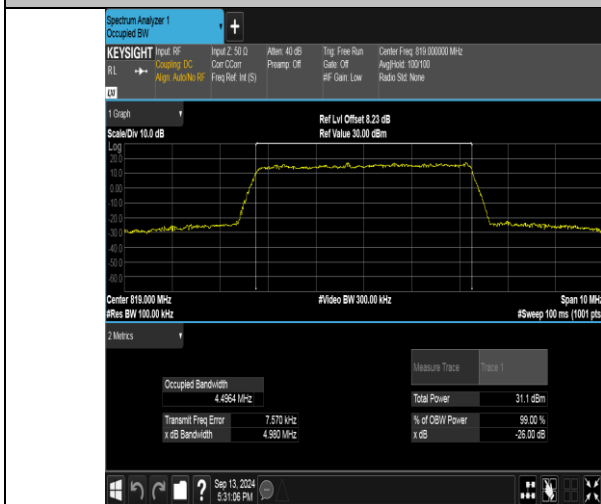 Spectrum Analyzer 1
Occupied BW
KEYSIGHT Input: RF Input Z: 50 Ω Atten: 40 dB Trig: Free Run Center Freq: 819.000000 MHz
RL Coupling: DC Corr CCorr Preamp: Off Gate: Off Avg|Hold: 100/100
Align: Auto/No RF Freq Ref: Int (S) #IF Gain: Low Radio Std: None
1 Graph Ref Lvl Offset 8.23 dB
Scale/Div 10.0 dB Ref Value 30.00 dBm
Log
20.0
10.0
0.00
-10.0
-20.0
-30.0
-40.0
-50.0
-60.0
Center 819.000 MHz #Video BW 300.00 kHz Span 10 MHz
#Res BW 100.00 kHz #Sweep 100 ms (1001 pts
2 Metrics
Measure Trace Trace 1
Occupied Bandwidth
4.4964 MHz Total Power 31.1 dBm
Transmit Freq Error 7.570 kHz % of OBW Power 99.00 %
x dB Bandwidth 4.980 MHz x dB -26.00 dB
? Sep 13, 2024
5:31:06 PM